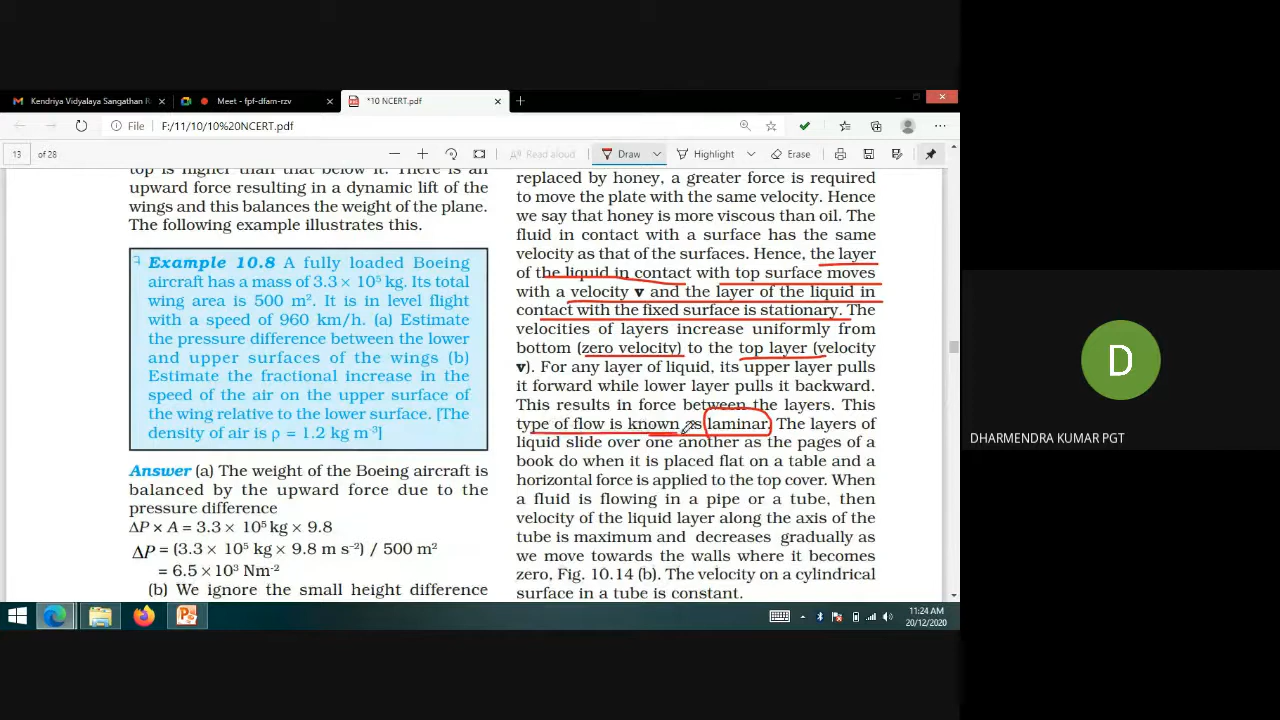 Kendriya Vidyalaya Sangathan R
Meet - fpf-dfam-rzv
*10 NCERT.pdf
File
F:/11/10/10%20NCERT.pdf
13 of 28
Read aloud
Draw
Highlight
Erase
top is higher than that below it. There is an
upward force resulting in a dynamic lift of the
wings and this balances the weight of the plane.
The following example illustrates this.
Example 10.8 A fully loaded Boeing
aircraft has a mass of 3.3 × 10⁵ kg. Its total
wing area is 500 m². It is in level flight
with a speed of 960 km/h. (a) Estimate
the pressure difference between the lower
and upper surfaces of the wings (b)
Estimate the fractional increase in the
speed of the air on the upper surface of
the wing relative to the lower surface. [The
density of air is ρ = 1.2 kg m⁻³]
Answer (a) The weight of the Boeing aircraft is
balanced by the upward force due to the
pressure difference
ΔP × A = 3.3 × 10⁵ kg × 9.8
ΔP = (3.3 × 10⁵ kg × 9.8 m s⁻²) / 500 m²
= 6.5 × 10³ Nm⁻²
(b) We ignore the small height difference
replaced by honey, a greater force is required
to move the plate with the same velocity. Hence
we say that honey is more viscous than oil. The
fluid in contact with a surface has the same
velocity as that of the surfaces. Hence, the layer
of the liquid in contact with top surface moves
with a velocity v and the layer of the liquid in
contact with the fixed surface is stationary. The
velocities of layers increase uniformly from
bottom (zero velocity) to the top layer (velocity
v). For any layer of liquid, its upper layer pulls
it forward while lower layer pulls it backward.
This results in force between the layers. This
type of flow is known as laminar. The layers of
liquid slide over one another as the pages of a
book do when it is placed flat on a table and a
horizontal force is applied to the top cover. When
a fluid is flowing in a pipe or a tube, then
velocity of the liquid layer along the axis of the
tube is maximum and decreases gradually as
we move towards the walls where it becomes
zero, Fig. 10.14 (b). The velocity on a cylindrical
surface in a tube is constant.
11:24 AM
20/12/2020
D
DHARMENDRA KUMAR PGT